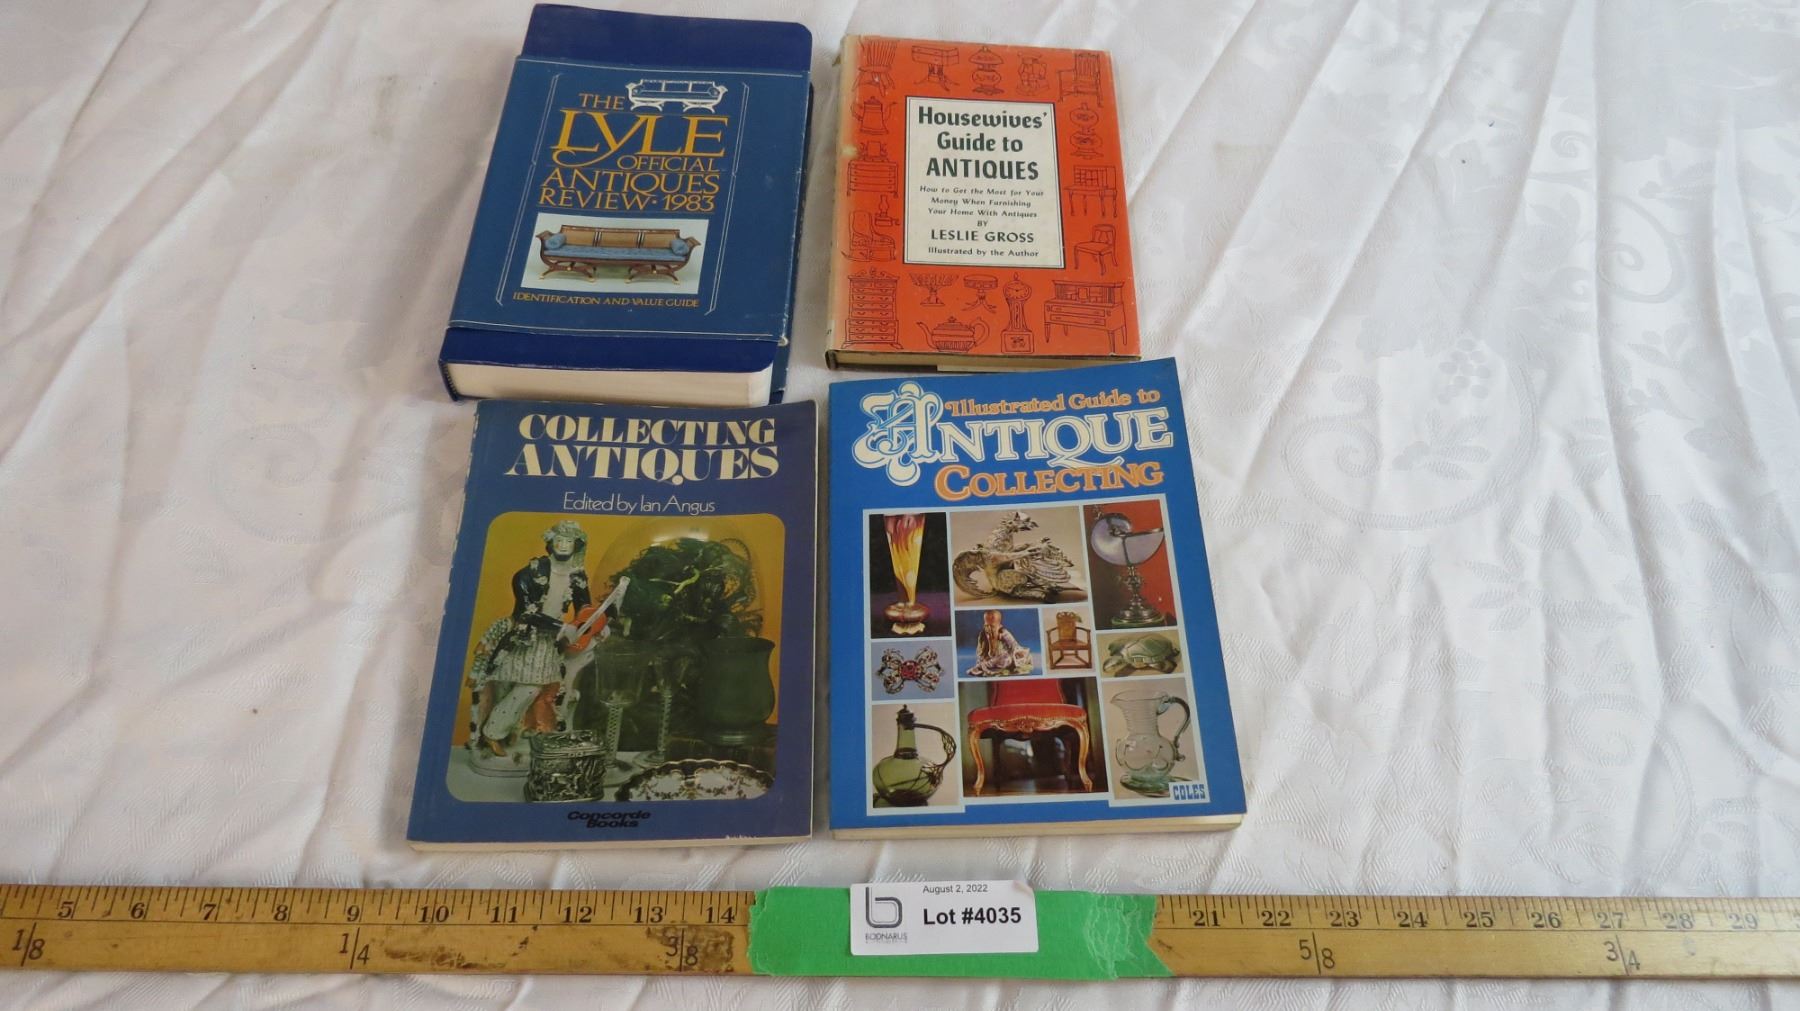 THE
LYLE
OFFICIAL
ANTIQUES
REVIEW • 1983
IDENTIFICATION AND VALUE GUIDE
Housewives'
Guide to
ANTIQUES
How to Get the Most for Your
Money When Furnishing
Your Home With Antiques
BY
LESLIE GROSS
Illustrated by the Author
COLLECTING
ANTIQUES
Edited by Ian Angus
Concorde
Books
Illustrated Guide to
ANTIQUE
COLLECTING
COLES
August 2, 2022
Lot #4035
BODNARUS
5 6 7 8 9 10 11 12 13 14 21 22 23 24 25 26 27 28 29
1/8 1/4 3/8 5/8 3/4